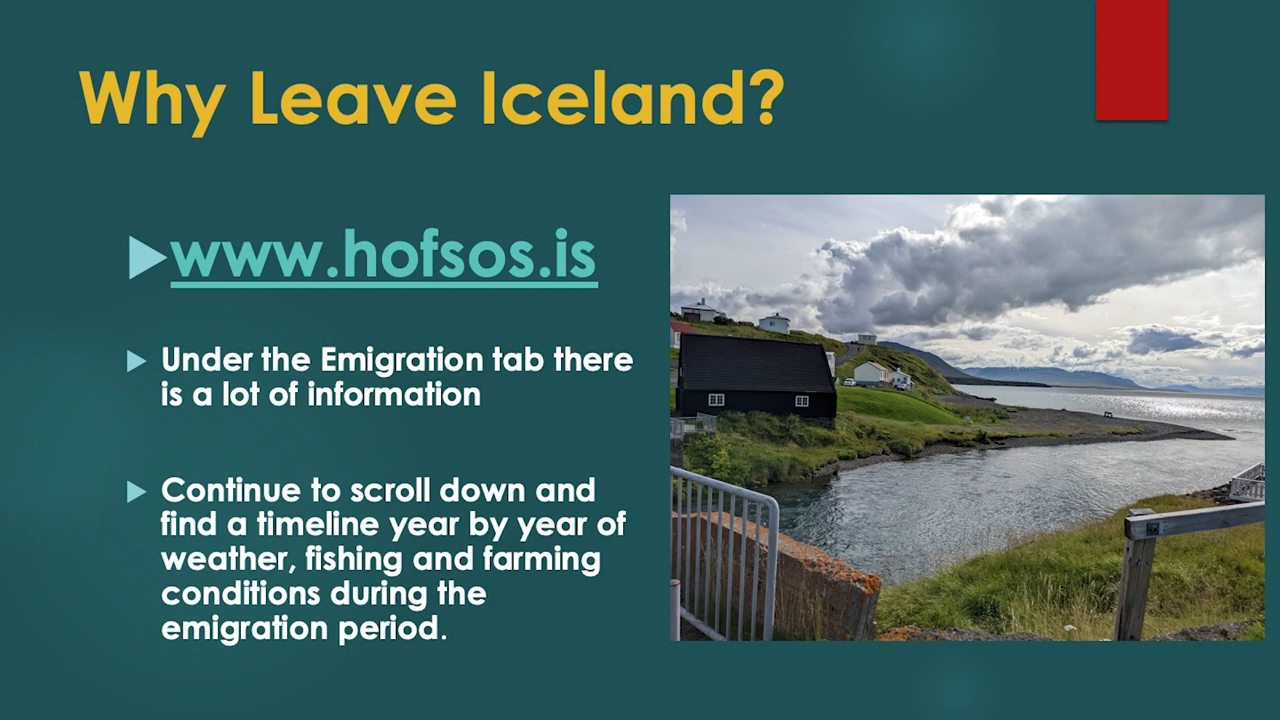 Why Leave Iceland?
www.hofsos.is
Under the Emigration tab there
is a lot of information
Continue to scroll down and
find a timeline year by year of
weather, fishing and farming
conditions during the
emigration period.